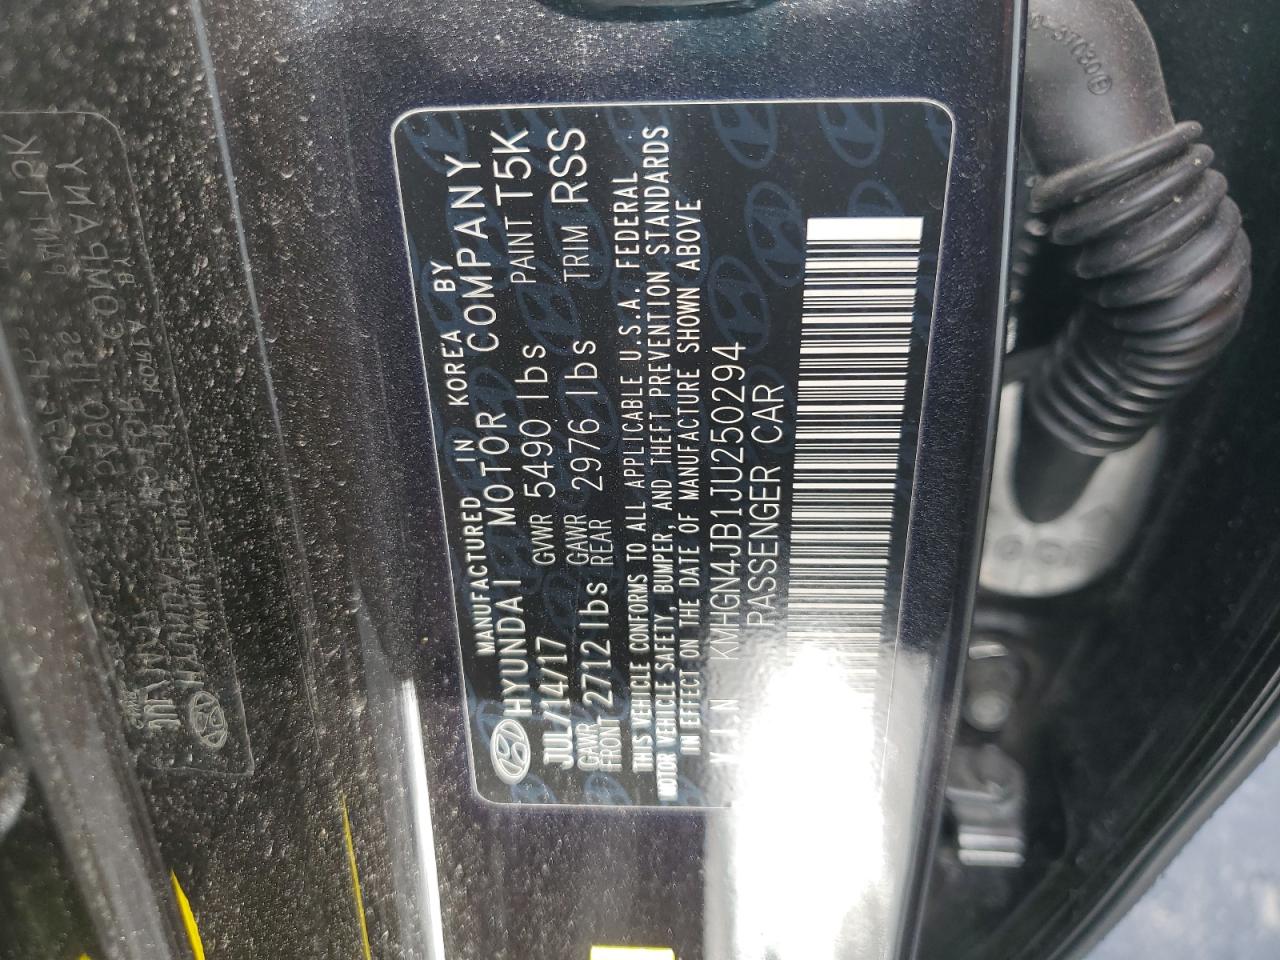 MANUFACTURED IN KOREA BY
HYUNDAI MOTOR COMPANY
JUL/14/17 GVWR 5490 lbs PAINT T5K
GAWR FRONT 2712 lbs GAWR REAR 2976 lbs TRIM RSS
THIS VEHICLE CONFORMS TO ALL APPLICABLE U.S.A. FEDERAL
MOTOR VEHICLE SAFETY, BUMPER, AND THEFT PREVENTION STANDARDS
IN EFFECT ON THE DATE OF MANUFACTURE SHOWN ABOVE
V.I.N KMHGN4JB1JU250294
PASSENGER CAR